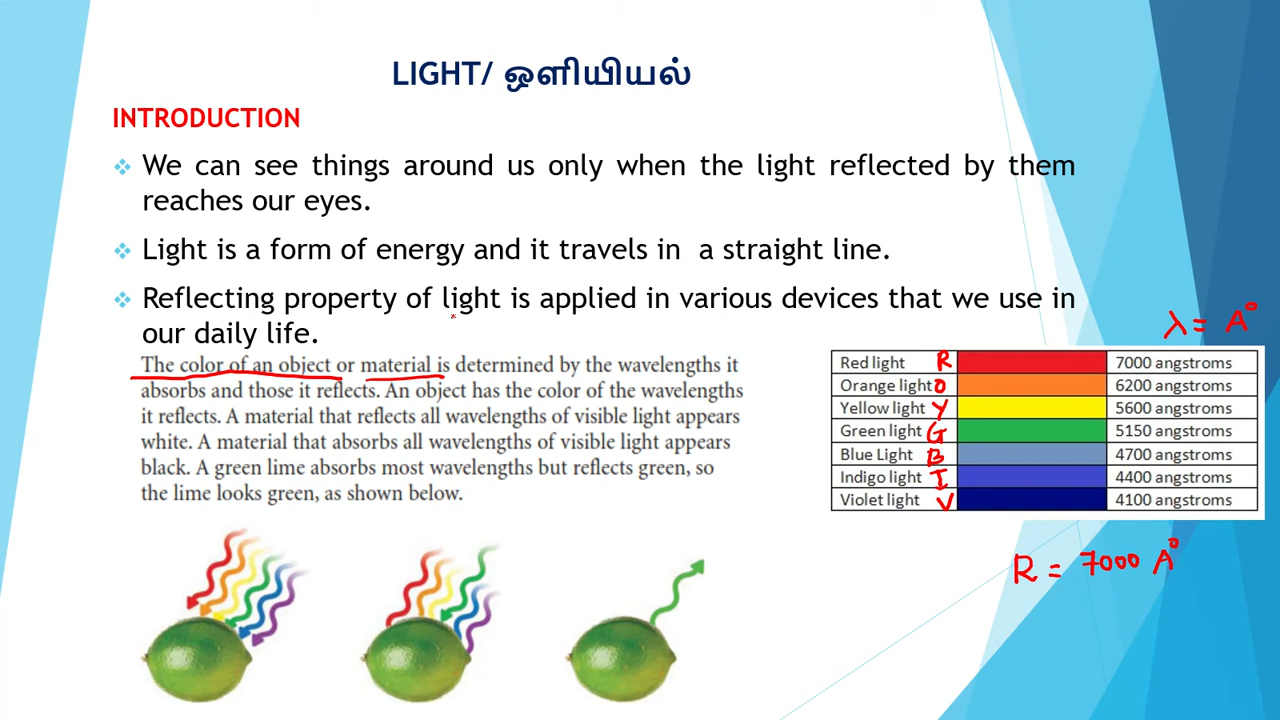 LIGHT/ ஒளியியல்
INTRODUCTION
We can see things around us only when the light reflected by them
reaches our eyes.
Light is a form of energy and it travels in a straight line.
Reflecting property of light is applied in various devices that we use in
our daily life.
The color of an object or material is determined by the wavelengths it
absorbs and those it reflects. An object has the color of the wavelengths
it reflects. A material that reflects all wavelengths of visible light appears
white. A material that absorbs all wavelengths of visible light appears
black. A green lime absorbs most wavelengths but reflects green, so
the lime looks green, as shown below.
λ = A°
Red light R 7000 angstroms
Orange light O 6200 angstroms
Yellow light Y 5600 angstroms
Green light G 5150 angstroms
Blue Light B 4700 angstroms
Indigo light I 4400 angstroms
Violet light V 4100 angstroms
R = 7000 A°